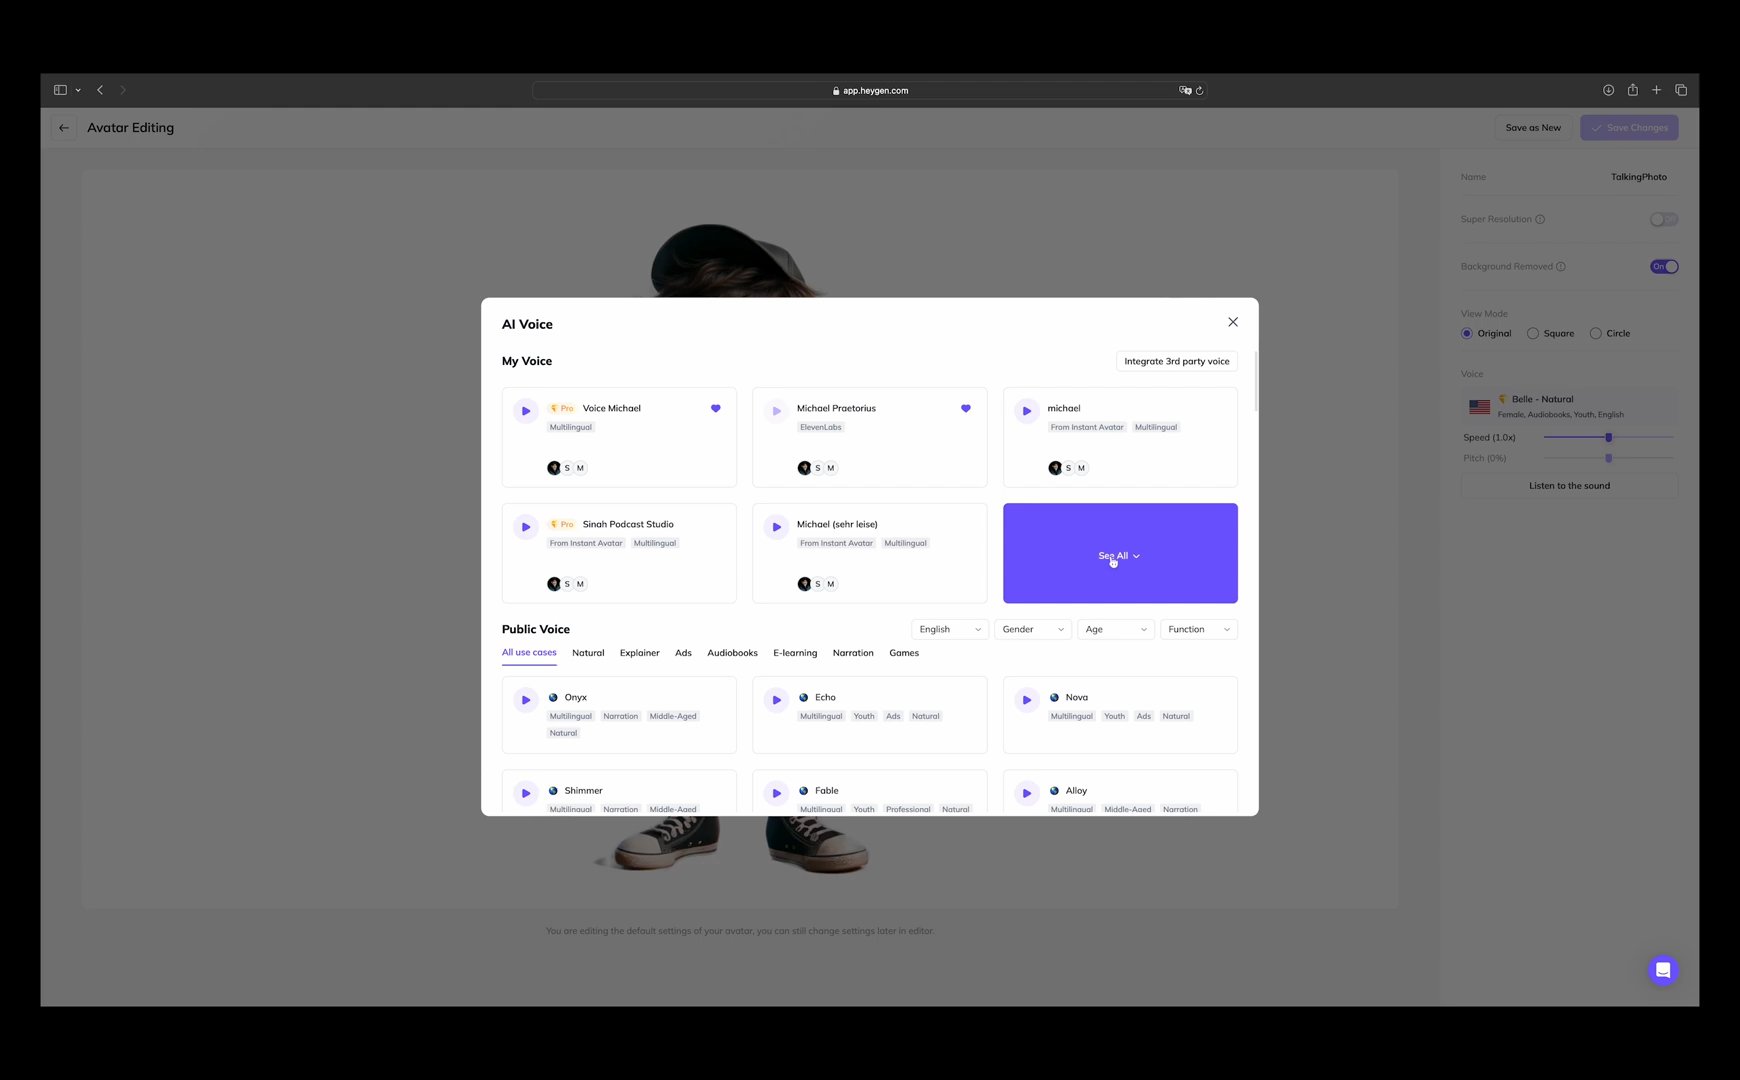 app.heygen.com
Avatar Editing
Save as New
Save Changes
Name
TalkingPhoto
Super Resolution
Background Removed
On
View Mode
Original
Square
Circle
Voice
Belle - Natural
Female, Audiobooks, Youth, English
Speed (1.0x)
Pitch (0%)
Listen to the sound
AI Voice
My Voice
Integrate 3rd party voice
Pro Voice Michael
Multilingual
S M
Michael Praetorius
ElevenLabs
S M
michael
From Instant Avatar Multilingual
S M
Pro Sinah Podcast Studio
From Instant Avatar Multilingual
S M
Michael (sehr leise)
From Instant Avatar Multilingual
S M
See All
Public Voice
English
Gender
Age
Function
All use cases Natural Explainer Ads Audiobooks E-learning Narration Games
Onyx
Multilingual Narration Middle-Aged
Natural
Echo
Multilingual Youth Ads Natural
Nova
Multilingual Youth Ads Natural
Shimmer
Multilingual Narration Middle-Aged
Fable
Multilingual Youth Professional Natural
Alloy
Multilingual Middle-Aged Narration
You are editing the default settings of your avatar, you can still change settings later in editor.